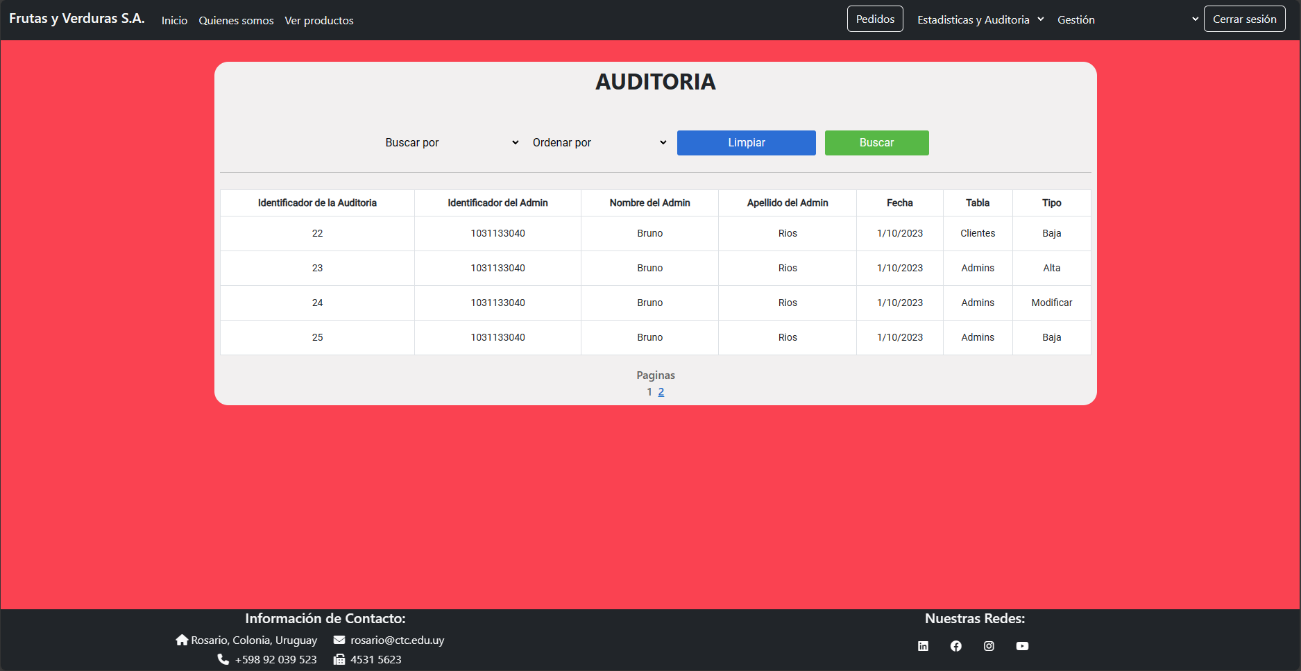 Frutas y Verduras S.A. Inicio Quienes somos Ver productos Pedidos Estadisticas y Auditoria Gestión Cerrar sesión
AUDITORIA
Buscar por Ordenar por Limpiar Buscar
Identificador de la Auditoria Identificador del Admin Nombre del Admin Apellido del Admin Fecha Tabla Tipo
22 1031133040 Bruno Rios 1/10/2023 Clientes Baja
23 1031133040 Bruno Rios 1/10/2023 Admins Alta
24 1031133040 Bruno Rios 1/10/2023 Admins Modificar
25 1031133040 Bruno Rios 1/10/2023 Admins Baja
Paginas
1 2
Información de Contacto: Nuestras Redes:
Rosario, Colonia, Uruguay rosario@ctc.edu.uy
+598 92 039 523 4531 5623